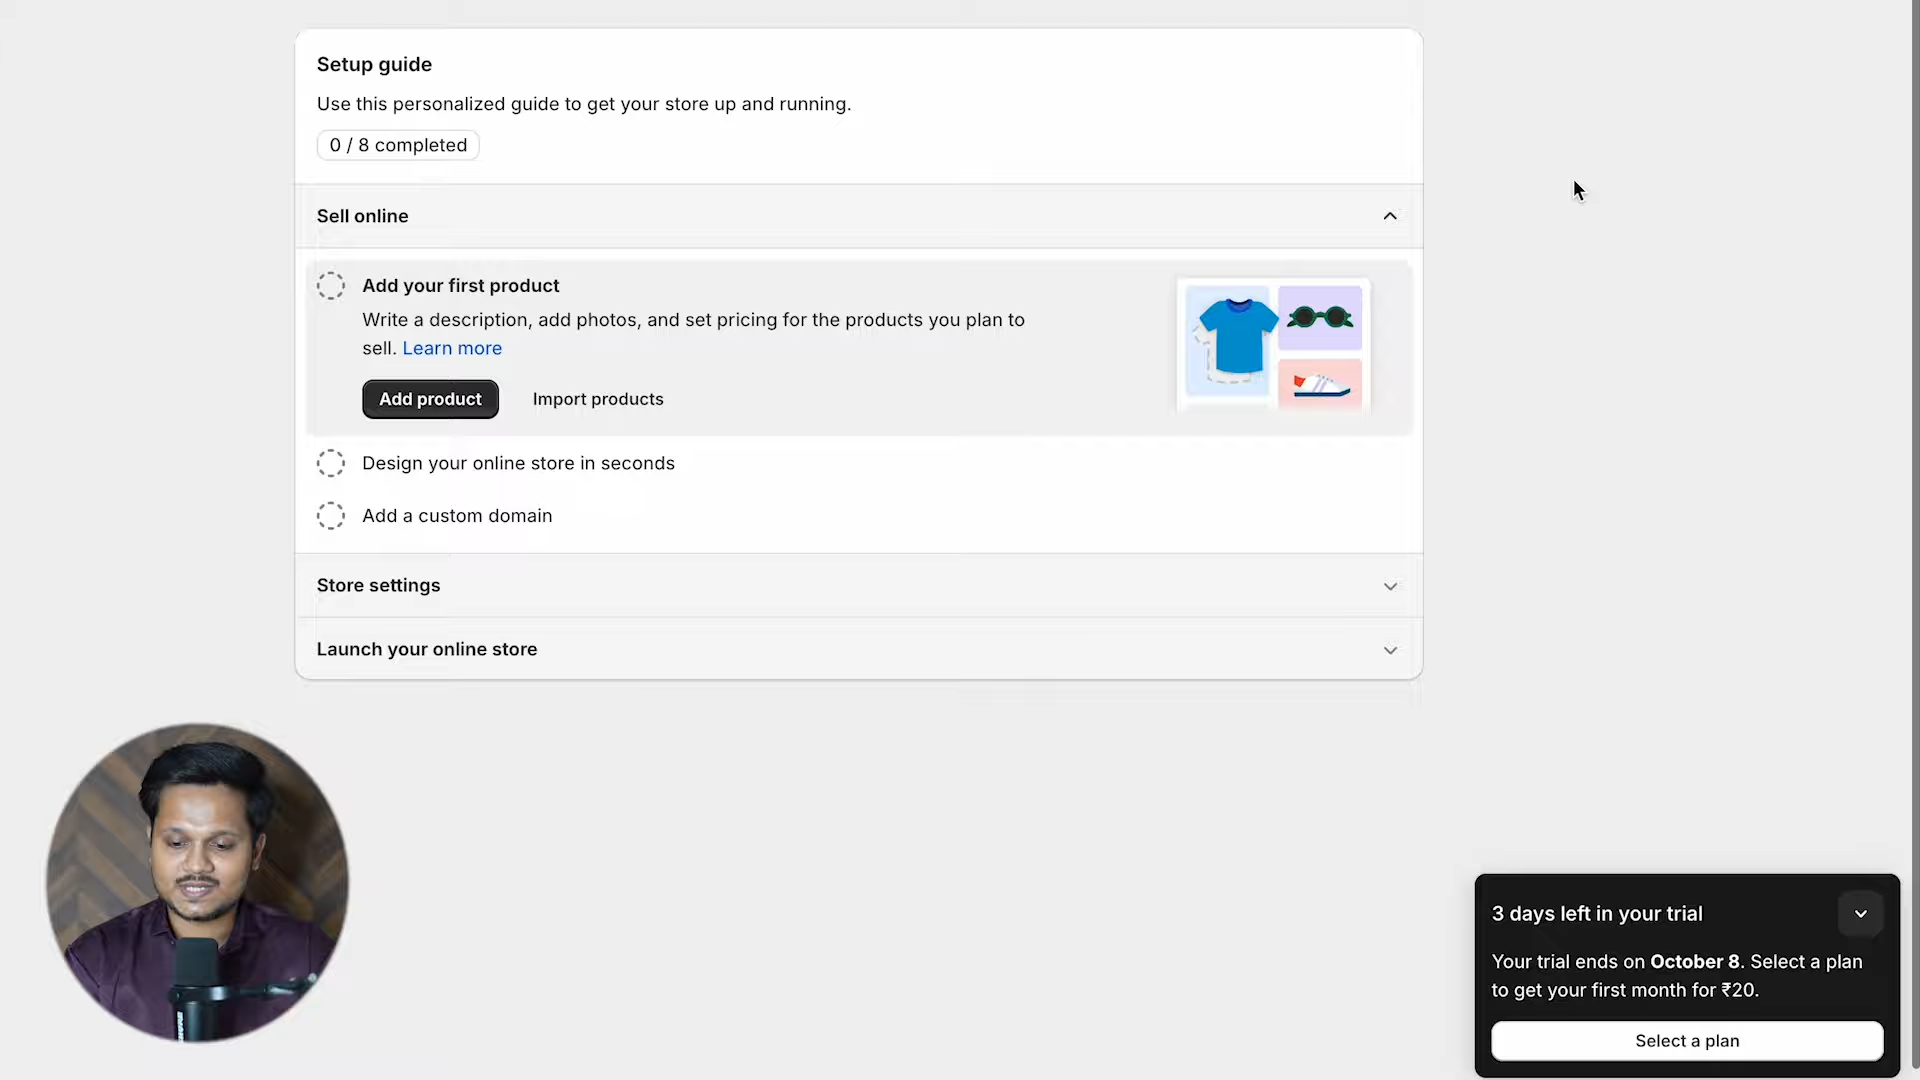 Setup guide
Use this personalized guide to get your store up and running.
0 / 8 completed
Sell online
Add your first product
Write a description, add photos, and set pricing for the products you plan to
sell. Learn more
Add product
Import products
Design your online store in seconds
Add a custom domain
Store settings
Launch your online store
3 days left in your trial
Your trial ends on October 8. Select a plan
to get your first month for ₹20.
Select a plan